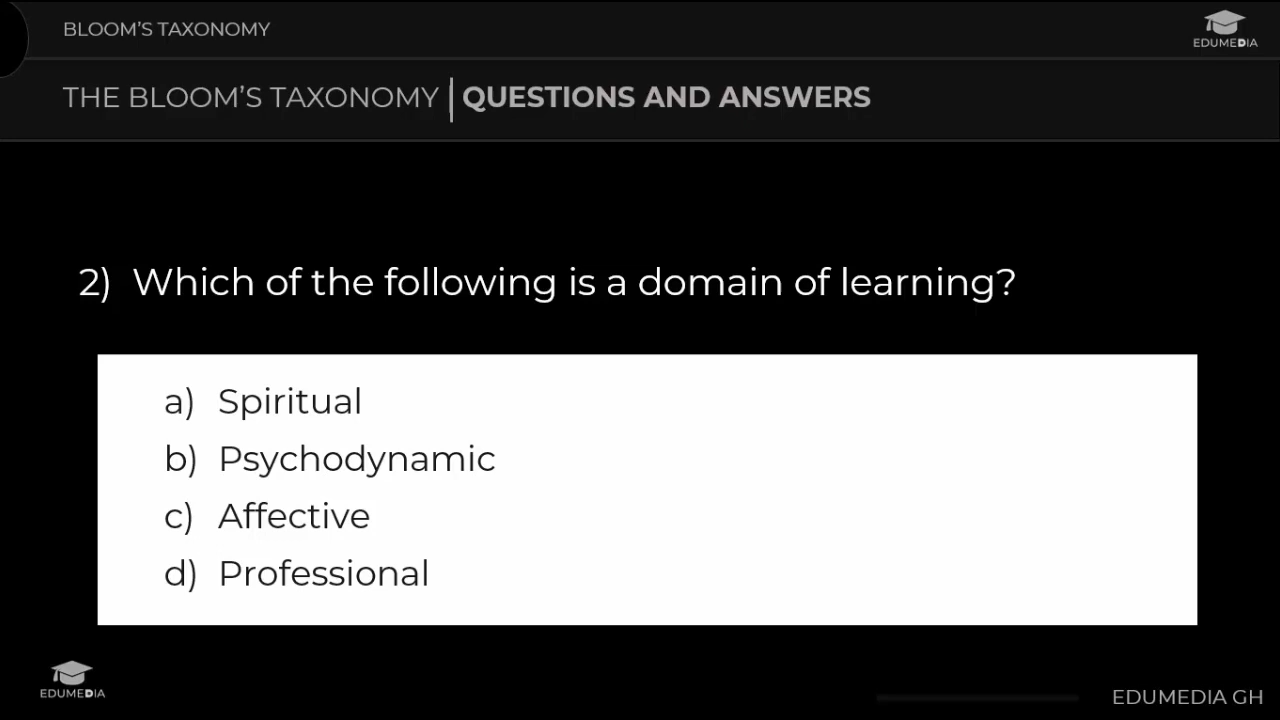 BLOOM’S TAXONOMY
EDUMEDIA
THE BLOOM’S TAXONOMY | QUESTIONS AND ANSWERS
2) Which of the following is a domain of learning?
a) Spiritual
b) Psychodynamic
c) Affective
d) Professional
EDUMEDIA
EDUMEDIA GH